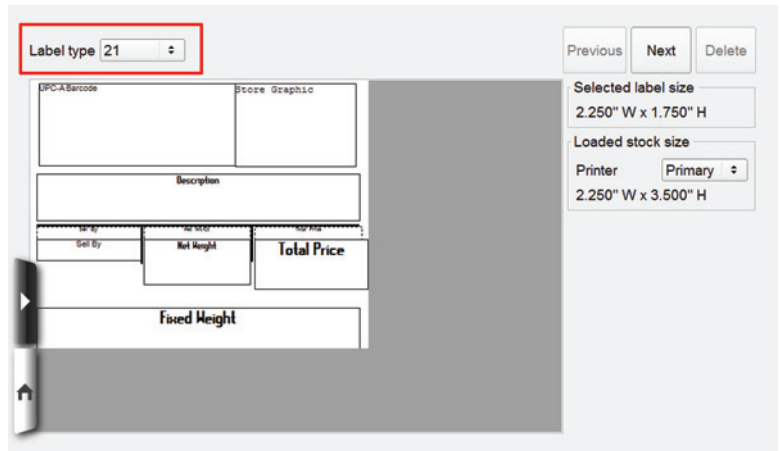 Label type 21
Previous Next Delete
UPC-A Barcode
Store Graphic
Selected label size
2.250" W x 1.750" H
Loaded stock size
Printer Primary
2.250" W x 3.500" H
Description
Sell By
Net Weight
Total Price
Fixed Weight